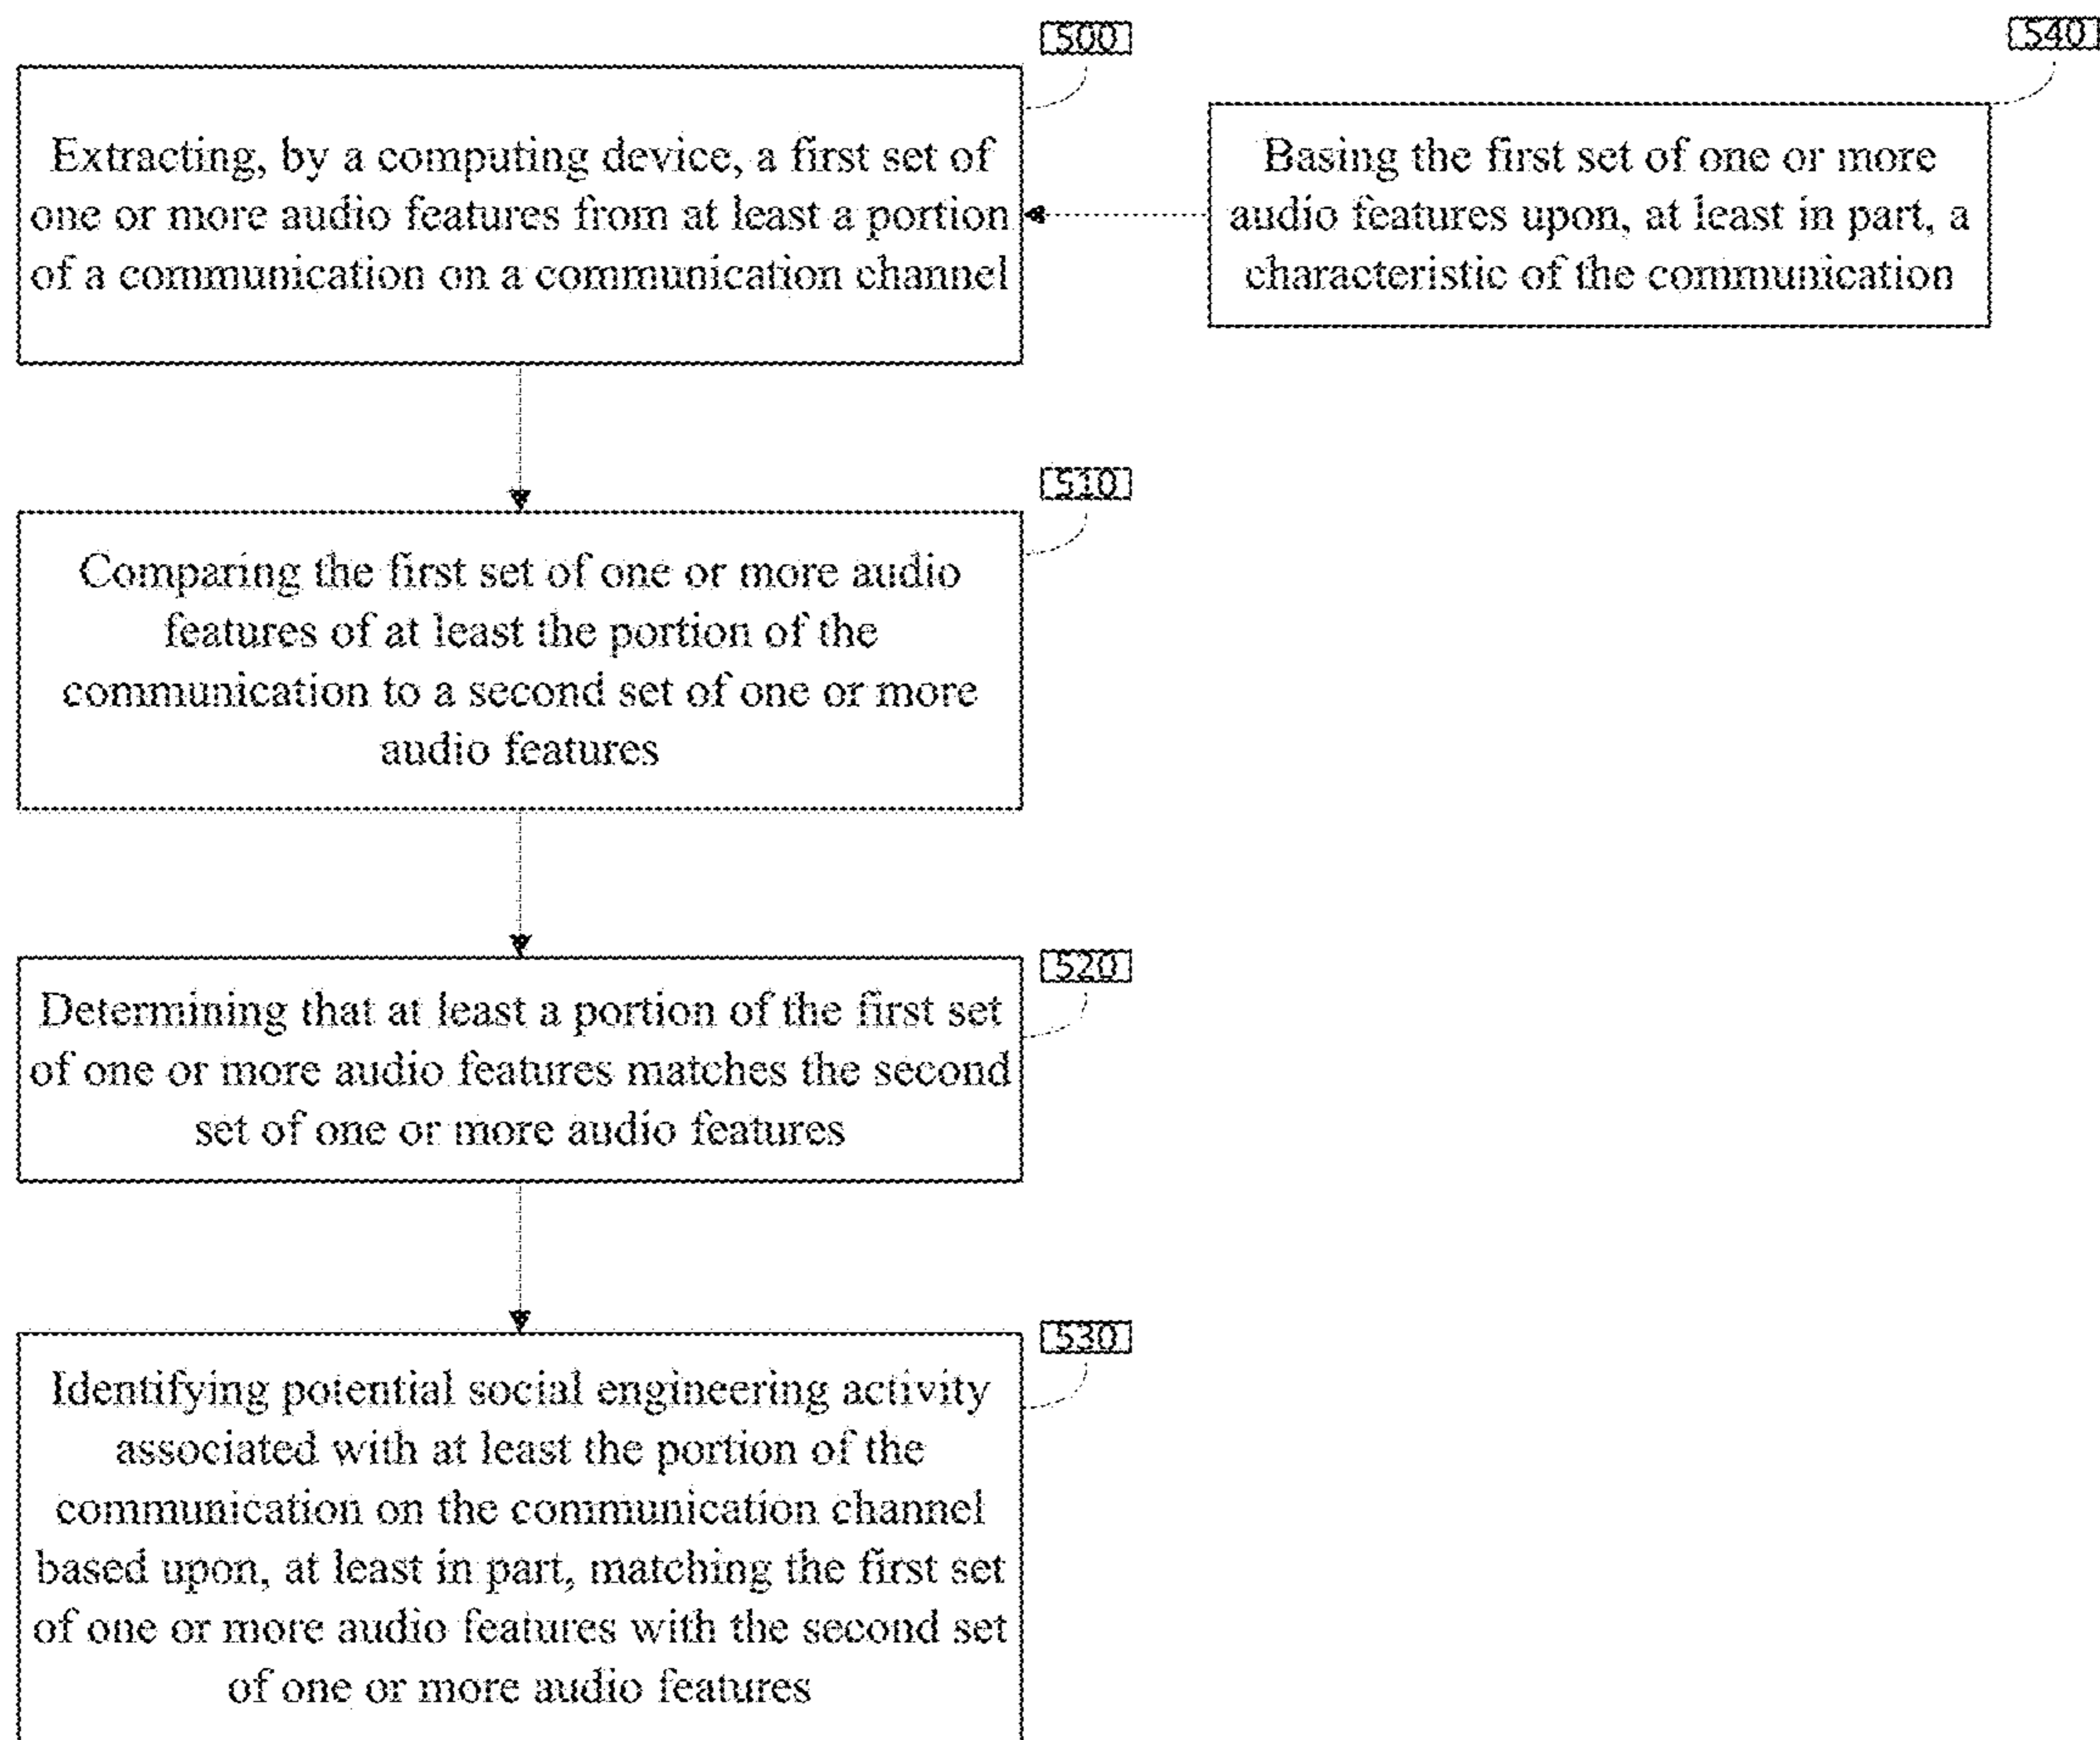 500
Extracting, by a computing device, a first set of
one or more audio features from at least a portion
of a communication on a communication channel
540
Basing the first set of one or more
audio features upon, at least in part, a
characteristic of the communication
510
Comparing the first set of one or more audio
features of at least the portion of the
communication to a second set of one or more
audio features
520
Determining that at least a portion of the first set
of one or more audio features matches the second
set of one or more audio features
530
Identifying potential social engineering activity
associated with at least the portion of the
communication on the communication channel
based upon, at least in part, matching the first set
of one or more audio features with the second set
of one or more audio features